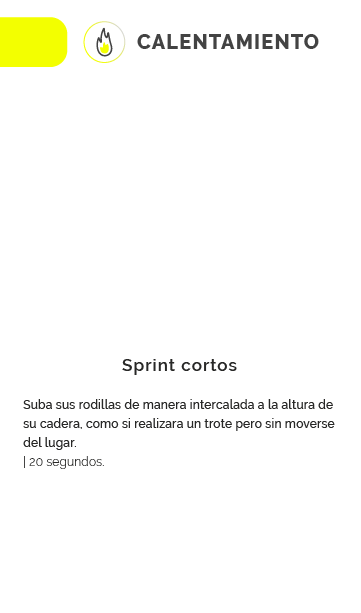 CALENTAMIENTO
Sprint cortos
Suba sus rodillas de manera intercalada a la altura de
su cadera, como si realizara un trote pero sin moverse
del lugar.
| 20 segundos.